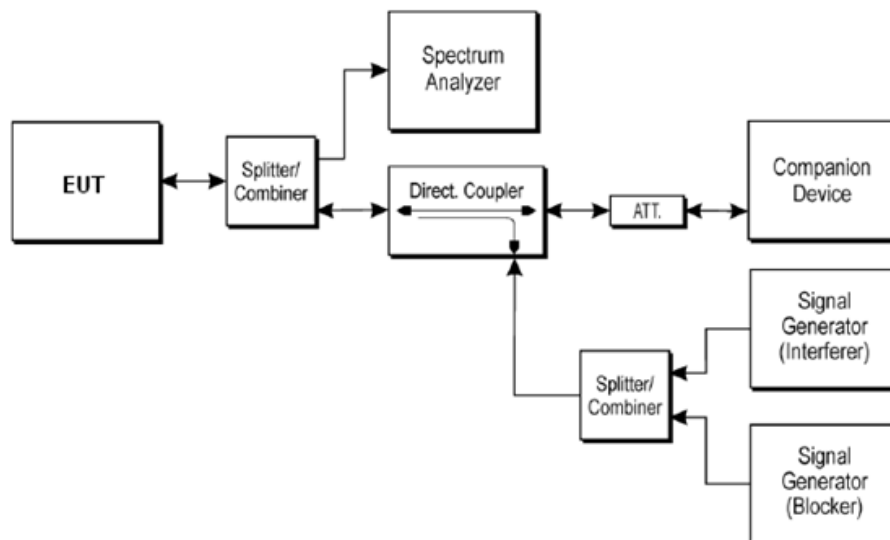 Spectrum
Analyzer
EUT
Splitter/
Combiner
Direct. Coupler
ATT.
Companion
Device
Signal
Generator
(Interferer)
Splitter/
Combiner
Signal
Generator
(Blocker)